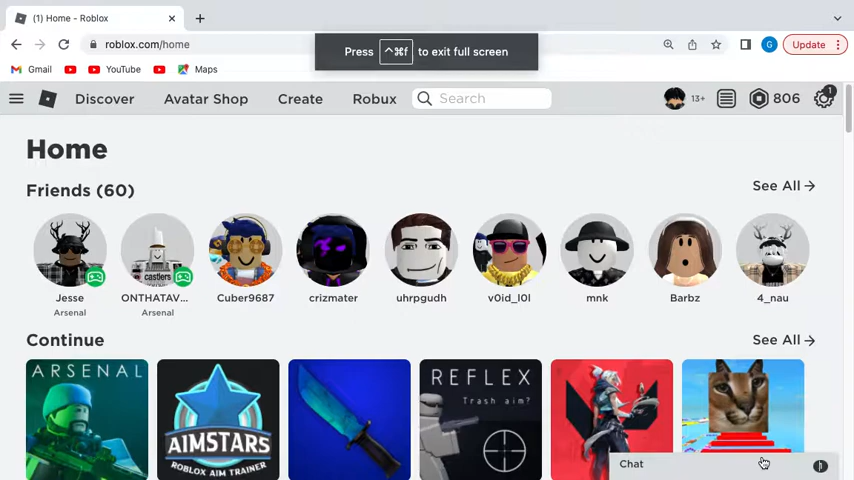 (1) Home - Roblox
roblox.com/home
G
Update
Press ^⌘f to exit full screen
Gmail
YouTube
Maps
Discover
Avatar Shop
Create
Robux
Search
13+
806
1
Home
Friends (60)
See All
castlers
Jesse
ONTHATAV...
Cuber9687
crizmater
uhrpgudh
v0id_l0l
mnk
Barbz
4_nau
Arsenal
Arsenal
Continue
See All
ARSENAL
AIMSTARS
ROBLOX AIM TRAINER
REFLEX
Trash aim?
Chat